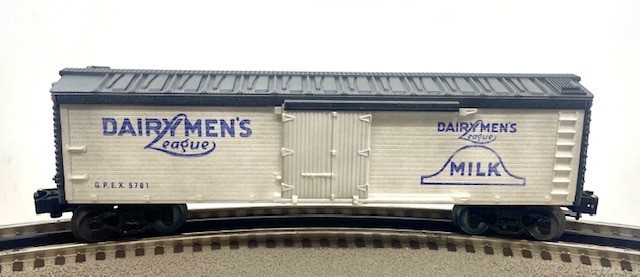 DAIRYMEN'S
League
G.P.E.X. 5701
DAIRYMEN'S
League
MILK